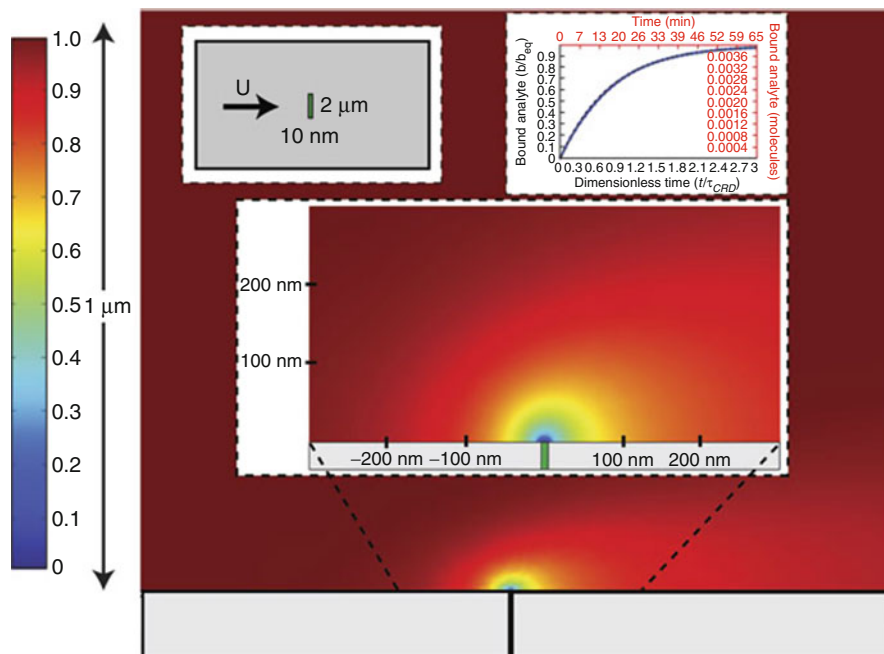 1.0
0.9
0.8
0.7
0.6
0.51
0.4
0.3
0.2
0.1
0
1 μm
U
2 μm
10 nm
Time (min)
0 7 13 20 26 33 39 46 52 59 65
Bound analyte (b/beq)
0.9
0.8
0.7
0.6
0.5
0.4
0.3
0.2
0.1
0
0.0036
0.0032
0.0028
0.0024
0.0020
0.0016
0.0012
0.0008
0.0004
Bound analyte (molecules)
0 0.3 0.6 0.9 1.2 1.5 1.8 2.1 2.4 2.7 3
Dimensionless time (t/τCRD)
200 nm
100 nm
−200 nm −100 nm 100 nm 200 nm